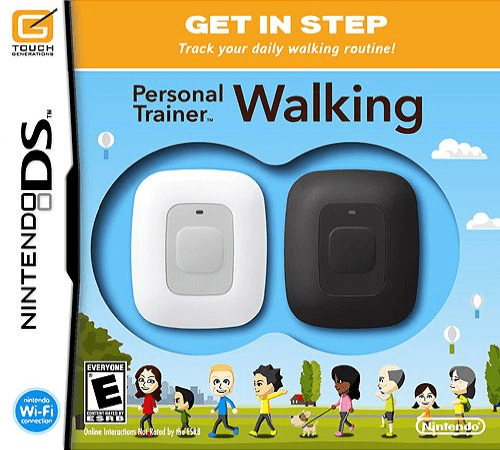 TOUCH
GENERATIONS
GET IN STEP
Track your daily walking routine!
NINTENDO DS™
Personal
Trainer™
Walking
EVERYONE
E
CONTENT RATED BY
ESRB
nintendo
Wi-Fi
connection
Online Interactions Not Rated by the ESRB
Nintendo®